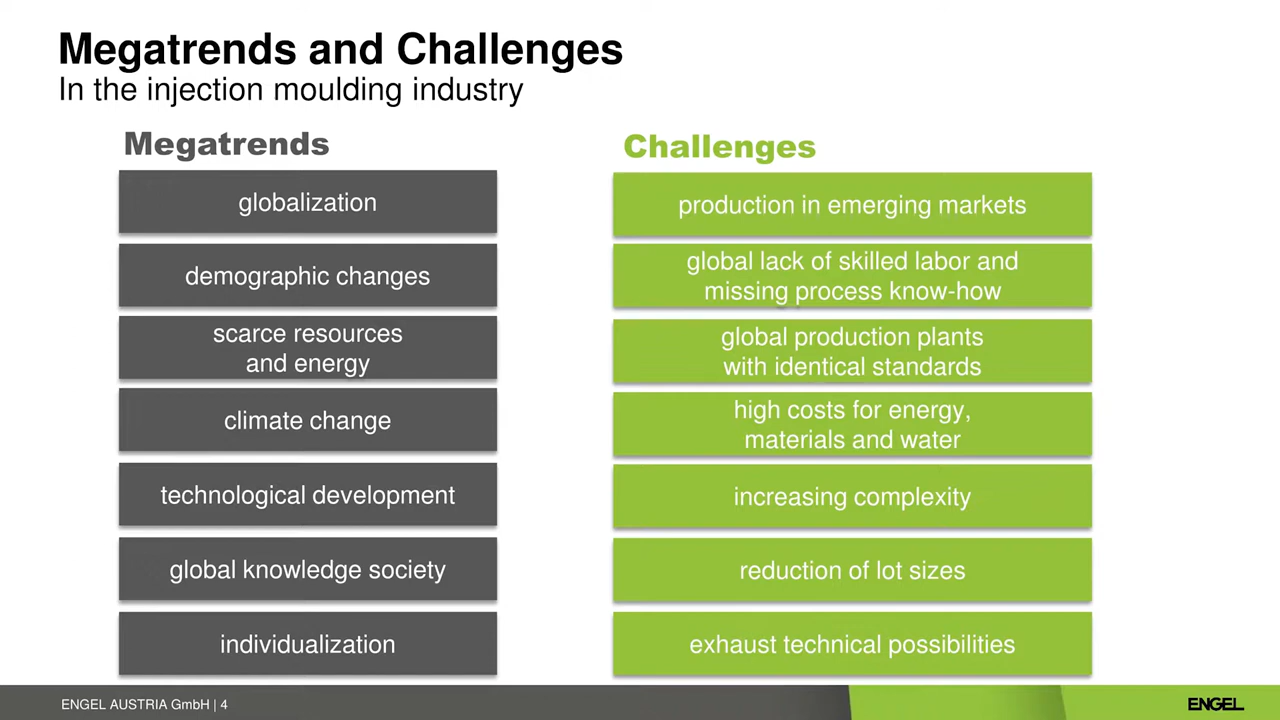 Megatrends and Challenges
In the injection moulding industry
Megatrends
globalization
demographic changes
scarce resources
and energy
climate change
technological development
global knowledge society
individualization
Challenges
production in emerging markets
global lack of skilled labor and
missing process know-how
global production plants
with identical standards
high costs for energy,
materials and water
increasing complexity
reduction of lot sizes
exhaust technical possibilities
ENGEL AUSTRIA GmbH | 4
ENGEL